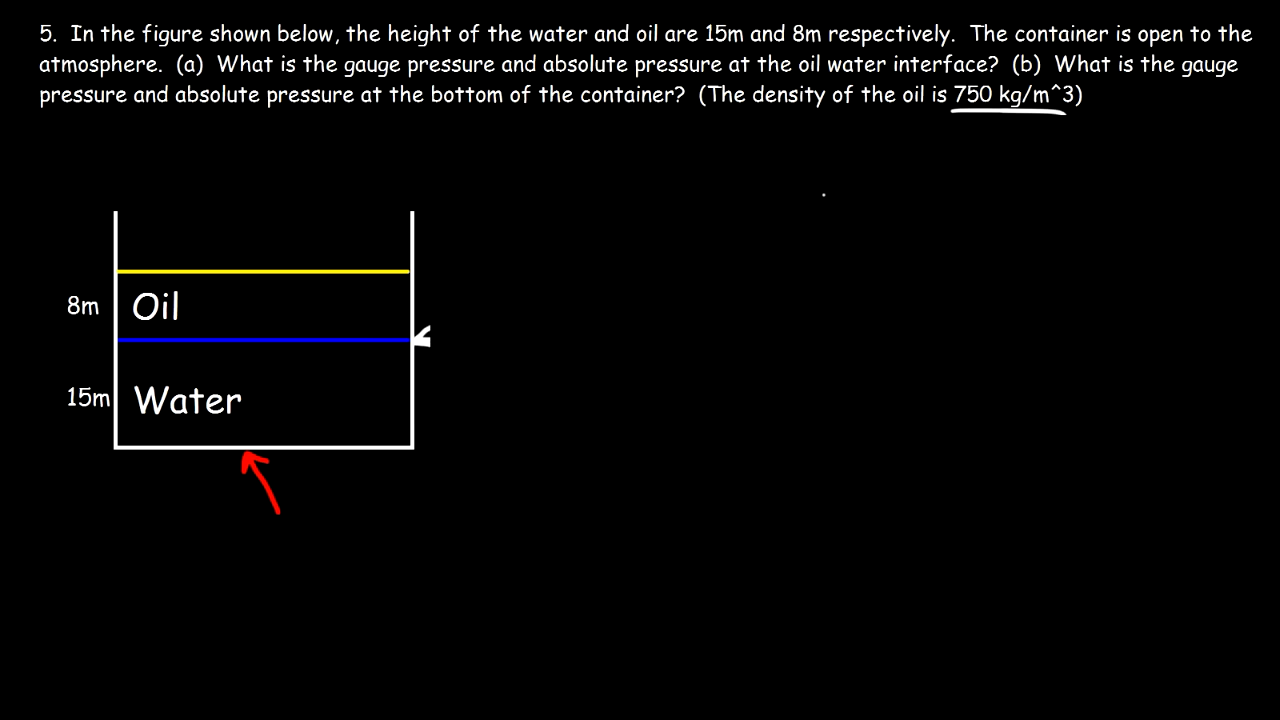 5. In the figure shown below, the height of the water and oil are 15m and 8m respectively. The container is open to the
atmosphere. (a) What is the gauge pressure and absolute pressure at the oil water interface? (b) What is the gauge
pressure and absolute pressure at the bottom of the container? (The density of the oil is 750 kg/m^3)
8m Oil
15m Water